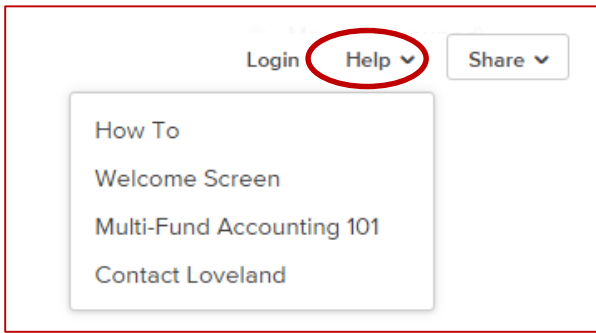 Login Help Share
How To
Welcome Screen
Multi-Fund Accounting 101
Contact Loveland